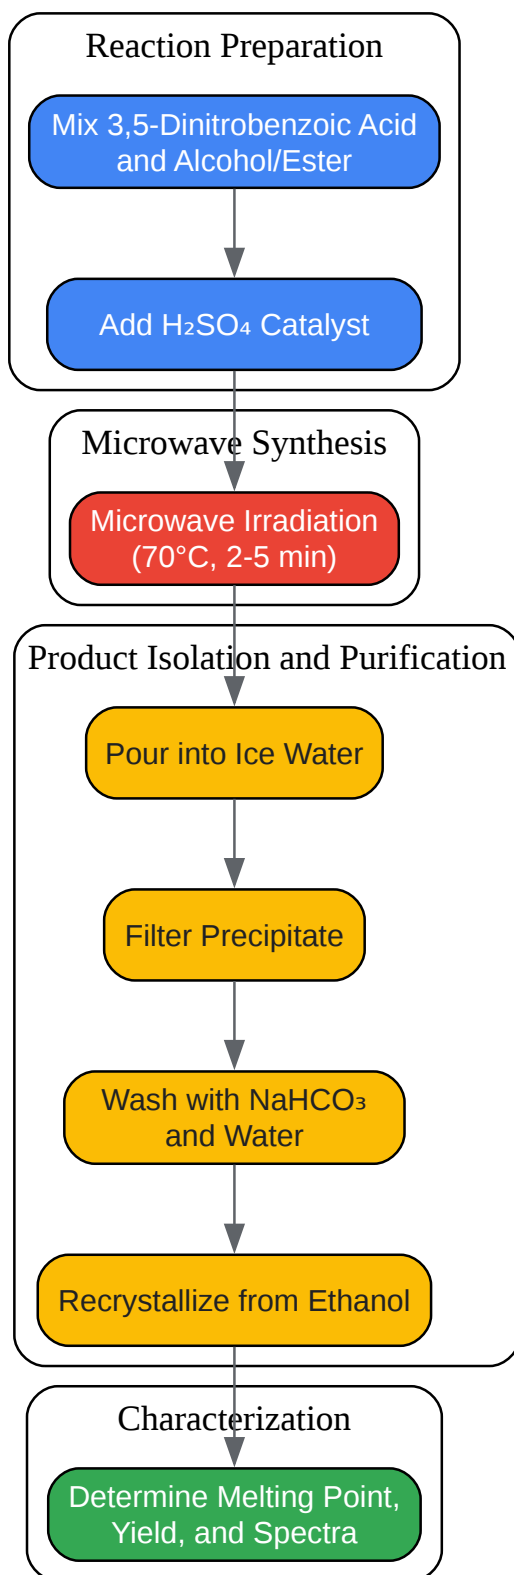 Reaction Preparation
Mix 3,5-Dinitrobenzoic Acid
and Alcohol/Ester
Add H₂SO₄ Catalyst
Microwave Synthesis
Microwave Irradiation
(70°C, 2-5 min)
Product Isolation and Purification
Pour into Ice Water
Filter Precipitate
Wash with NaHCO₃
and Water
Recrystallize from Ethanol
Characterization
Determine Melting Point,
Yield, and Spectra